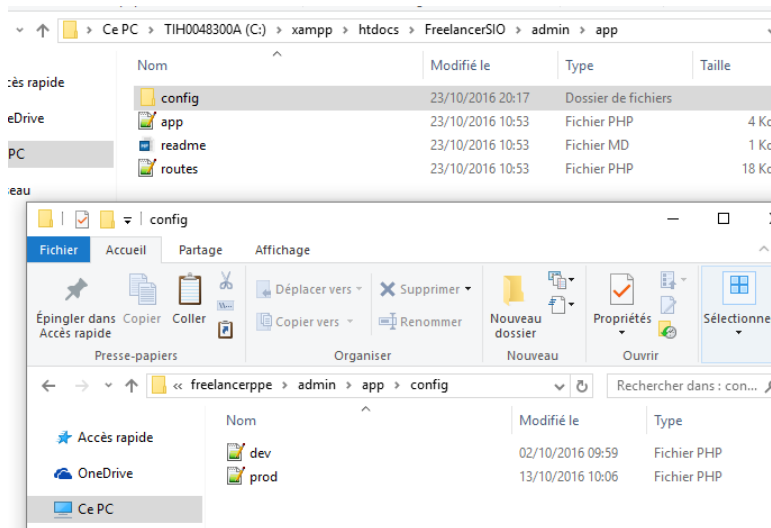 Ce PC > TIH0048300A (C:) > xampp > htdocs > FreelancerSIO > admin > app
Nom Modifié le Type Taille
cès rapide
config 23/10/2016 20:17 Dossier de fichiers
eDrive
app 23/10/2016 10:53 Fichier PHP 4 Kc
PC
readme 23/10/2016 10:53 Fichier MD 1 Kc
routes 23/10/2016 10:53 Fichier PHP 18 Kc
eau
config
Fichier Accueil Partage Affichage
Épingler dans Accès rapide
Copier
Coller
Déplacer vers
Copier vers
Supprimer
Renommer
Nouveau dossier
Propriétés
Sélectionne
Presse-papiers Organiser Nouveau Ouvrir
« freelancerppe > admin > app > config
Rechercher dans : con...
Nom Modifié le Type
Accès rapide
dev 02/10/2016 09:59 Fichier PHP
OneDrive
prod 13/10/2016 10:06 Fichier PHP
Ce PC